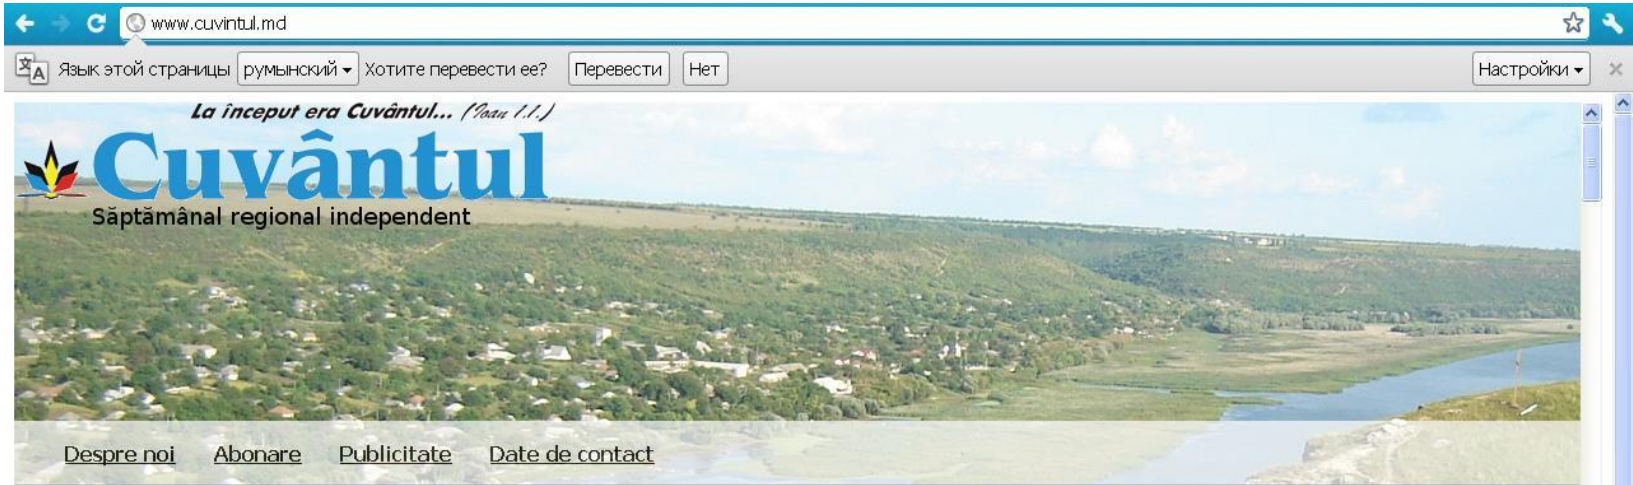 www.cuvintul.md
Язык этой страницы румынский Хотите перевести ее? Перевести Нет Настройки
La început era Cuvântul... (Ioan 1.1.)
Cuvântul
Săptămânal regional independent
Despre noi Abonare Publicitate Date de contact